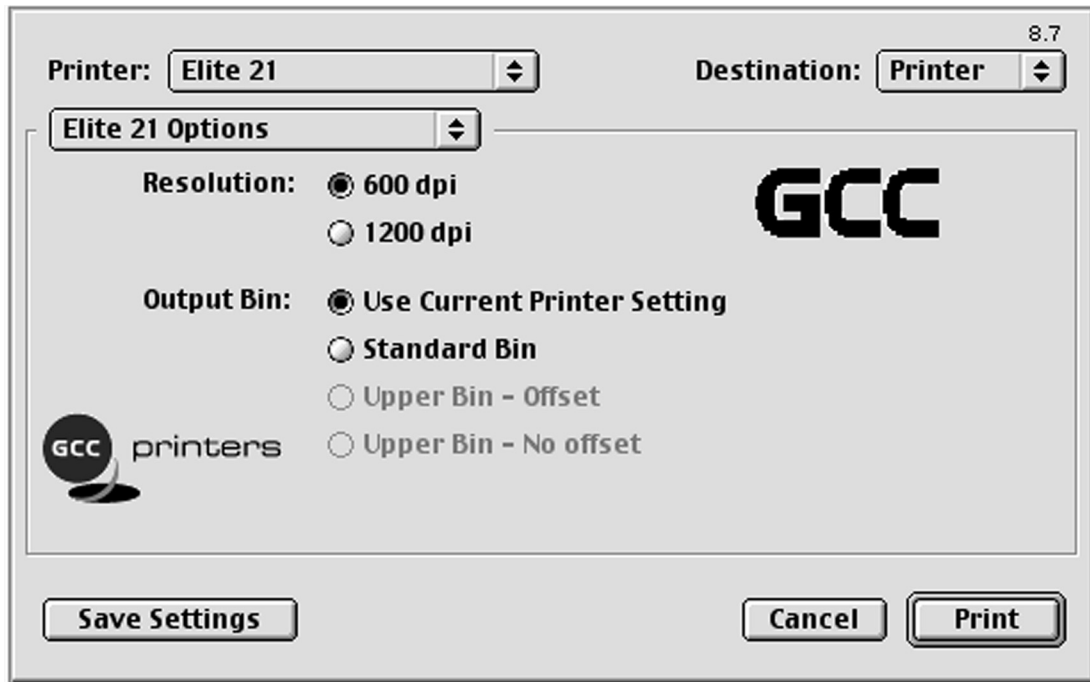 8.7
Printer: Elite 21 Destination: Printer
Elite 21 Options
Resolution: 600 dpi
GCC
1200 dpi
Output Bin: Use Current Printer Setting
Standard Bin
Upper Bin - Offset
GCC printers
Upper Bin - No offset
Save Settings Cancel Print